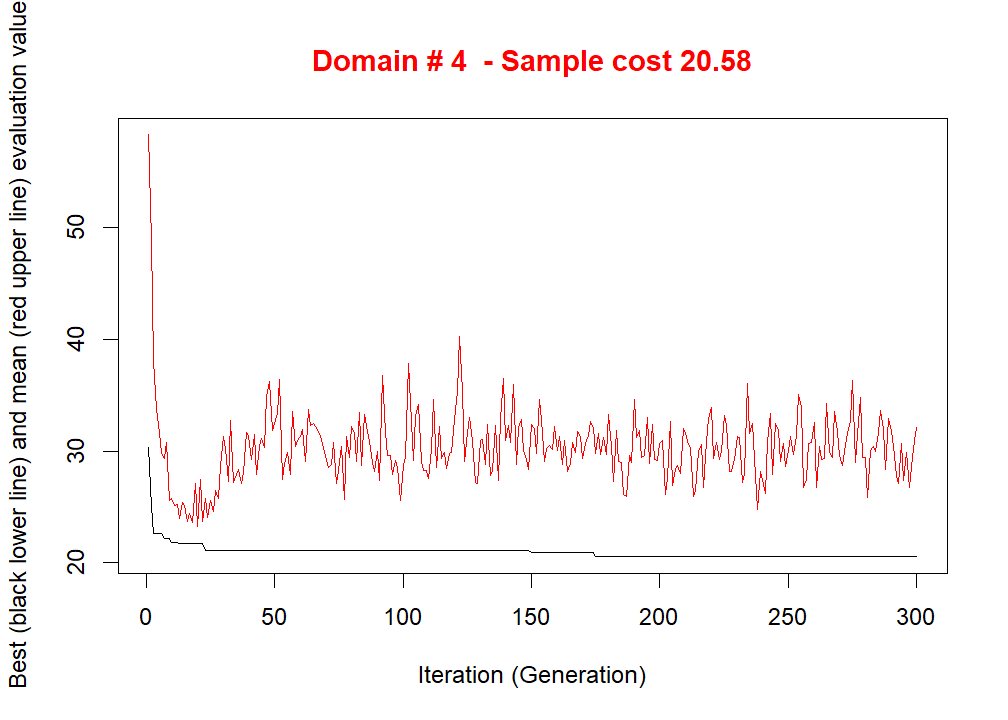 Domain # 4  - Sample cost 20.58
Best (black lower line) and mean (red upper line) evaluation value
50
40
30
20
0 50 100 150 200 250 300
Iteration (Generation)